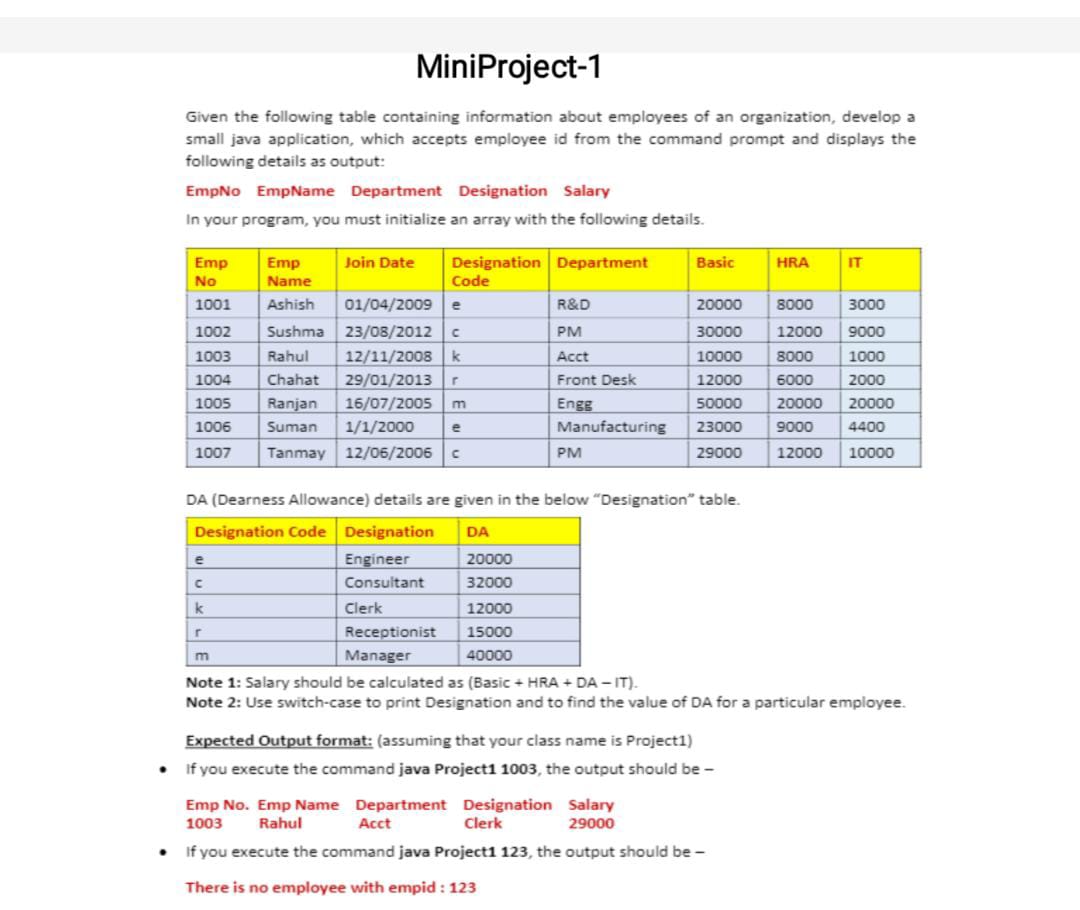 MiniProject-1
Given the following table containing information about employees of an organization, develop a
small java application, which accepts employee id from the command prompt and displays the
following details as output:
EmpNo EmpName Department Designation Salary
In your program, you must initialize an array with the following details.
Emp No Emp Name Join Date Designation Code Department Basic HRA IT
1001 Ashish 01/04/2009 e R&D 20000 8000 3000
1002 Sushma 23/08/2012 c PM 30000 12000 9000
1003 Rahul 12/11/2008 k Acct 10000 8000 1000
1004 Chahat 29/01/2013 r Front Desk 12000 6000 2000
1005 Ranjan 16/07/2005 m Engg 50000 20000 20000
1006 Suman 1/1/2000 e Manufacturing 23000 9000 4400
1007 Tanmay 12/06/2006 c PM 29000 12000 10000
DA (Dearness Allowance) details are given in the below “Designation” table.
Designation Code Designation DA
e Engineer 20000
c Consultant 32000
k Clerk 12000
r Receptionist 15000
m Manager 40000
Note 1: Salary should be calculated as (Basic + HRA + DA – IT).
Note 2: Use switch-case to print Designation and to find the value of DA for a particular employee.
Expected Output format: (assuming that your class name is Project1)
• If you execute the command java Project1 1003, the output should be –
Emp No. Emp Name Department Designation Salary
1003 Rahul Acct Clerk 29000
• If you execute the command java Project1 123, the output should be –
There is no employee with empid : 123